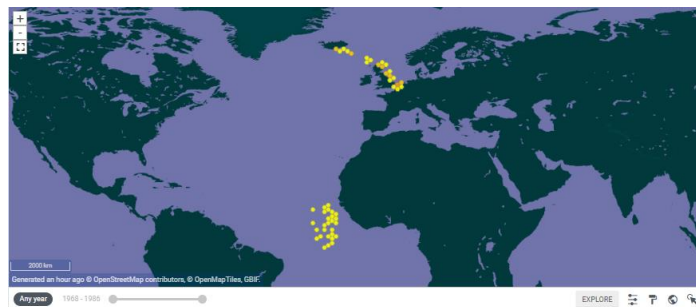 +
-
2000 km
Generated an hour ago © OpenStreetMap contributors, © OpenMapTiles, GBIF.
Any year 1968 - 1986 EXPLORE